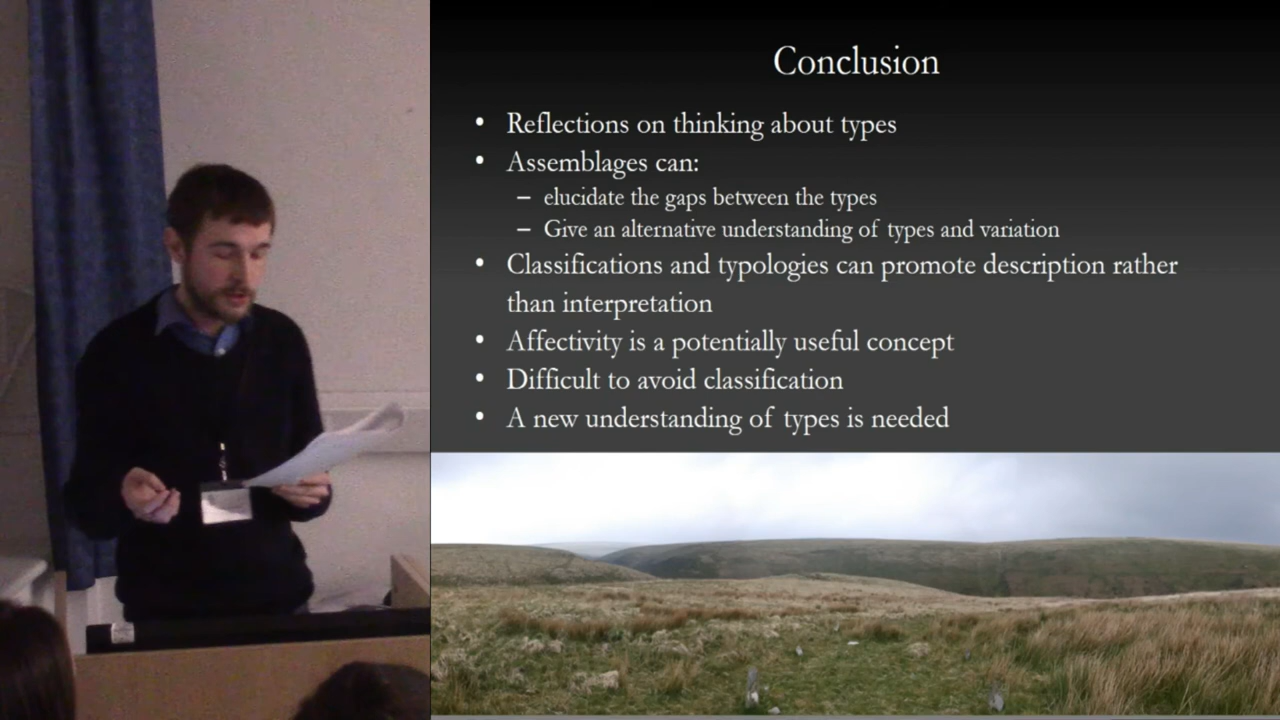 Conclusion
• Reflections on thinking about types
• Assemblages can:
– elucidate the gaps between the types
– Give an alternative understanding of types and variation
• Classifications and typologies can promote description rather
than interpretation
• Affectivity is a potentially useful concept
• Difficult to avoid classification
• A new understanding of types is needed